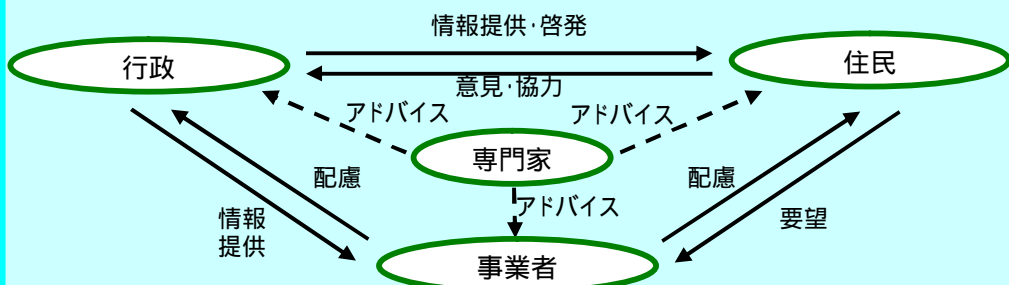 情報提供・啓発
行政
住民
意見・協力
アドバイス
アドバイス
専門家
配慮
配慮
アドバイス
情報
提供
要望
事業者